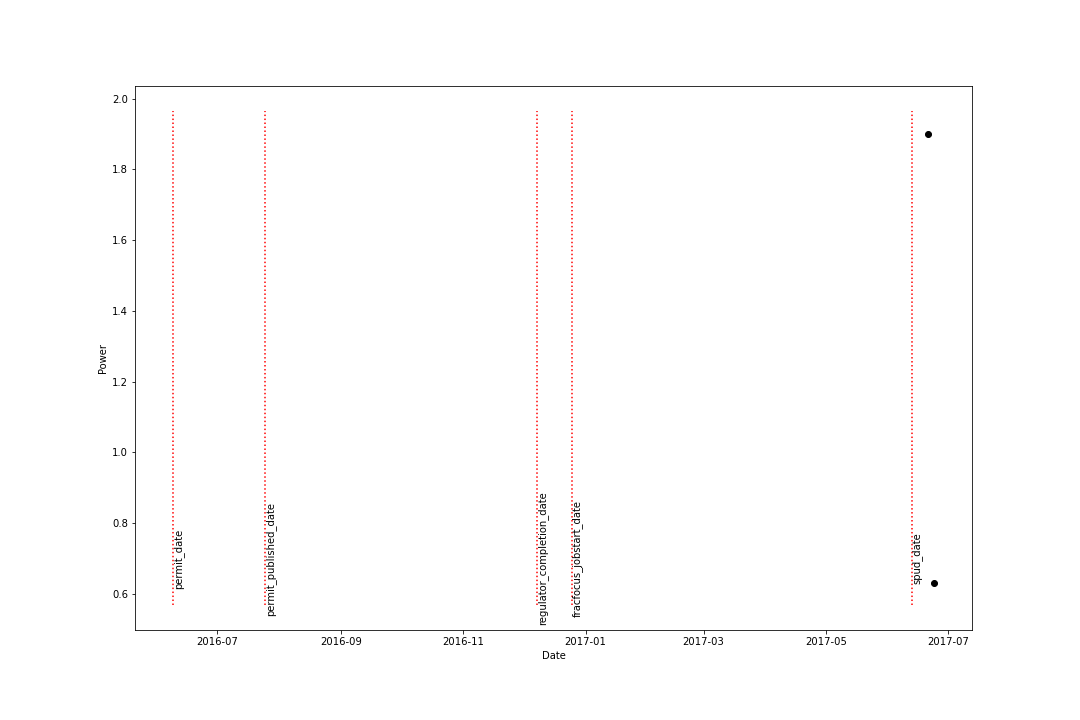 2.0
1.8
1.6
1.4
1.2
1.0
0.8
0.6
Power
permit_date
permit_published_date
regulator_completion_date
fracfocus_jobstart_date
spud_date
2016-07
2016-09
2016-11
2017-01
2017-03
2017-05
2017-07
Date